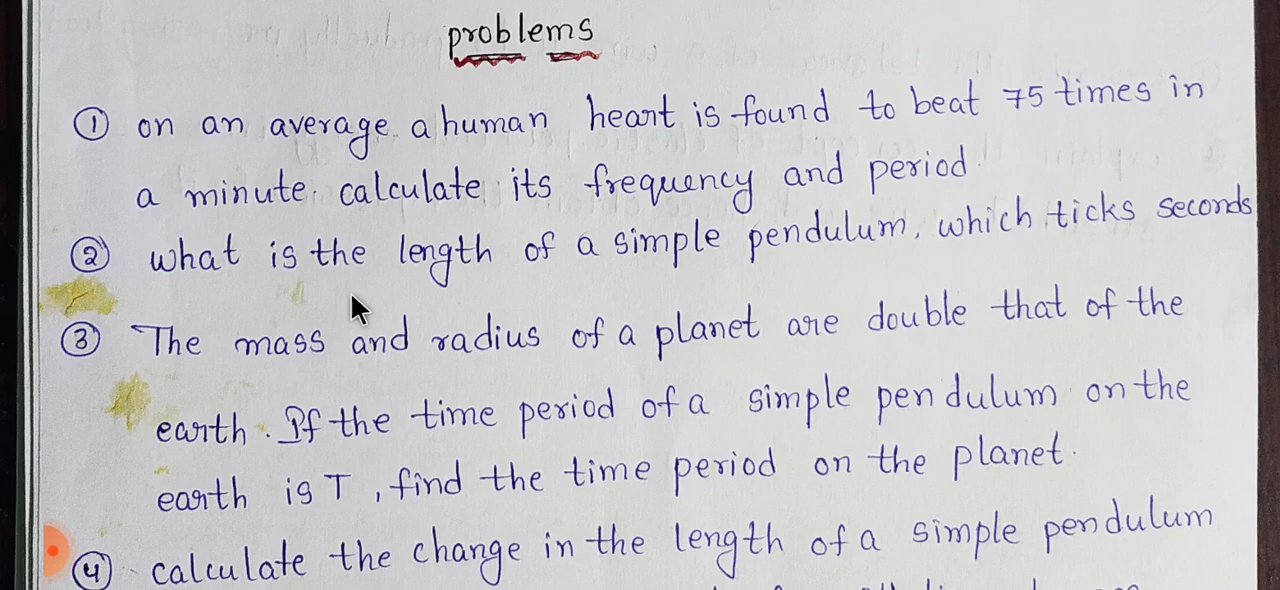 problems
① on an average a human heart is found to beat 75 times in
a minute. calculate its frequency and period.
② what is the length of a simple pendulum, which ticks seconds
③ The mass and radius of a planet are double that of the
earth. If the time period of a simple pendulum on the
earth is T, find the time period on the planet.
④ calculate the change in the length of a simple pendulum